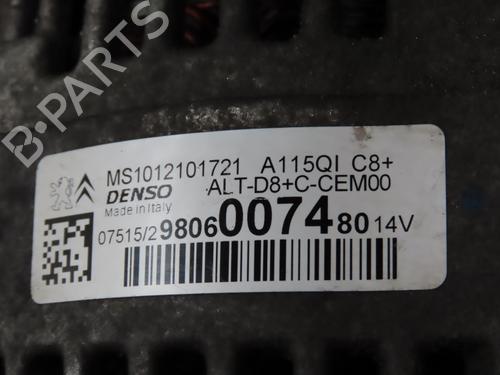 MS1012101721 A115QI C8+
DENSO ALT-D8+C-CEM00
Made in Italy
07515/29806007480 14V
B-PARTS